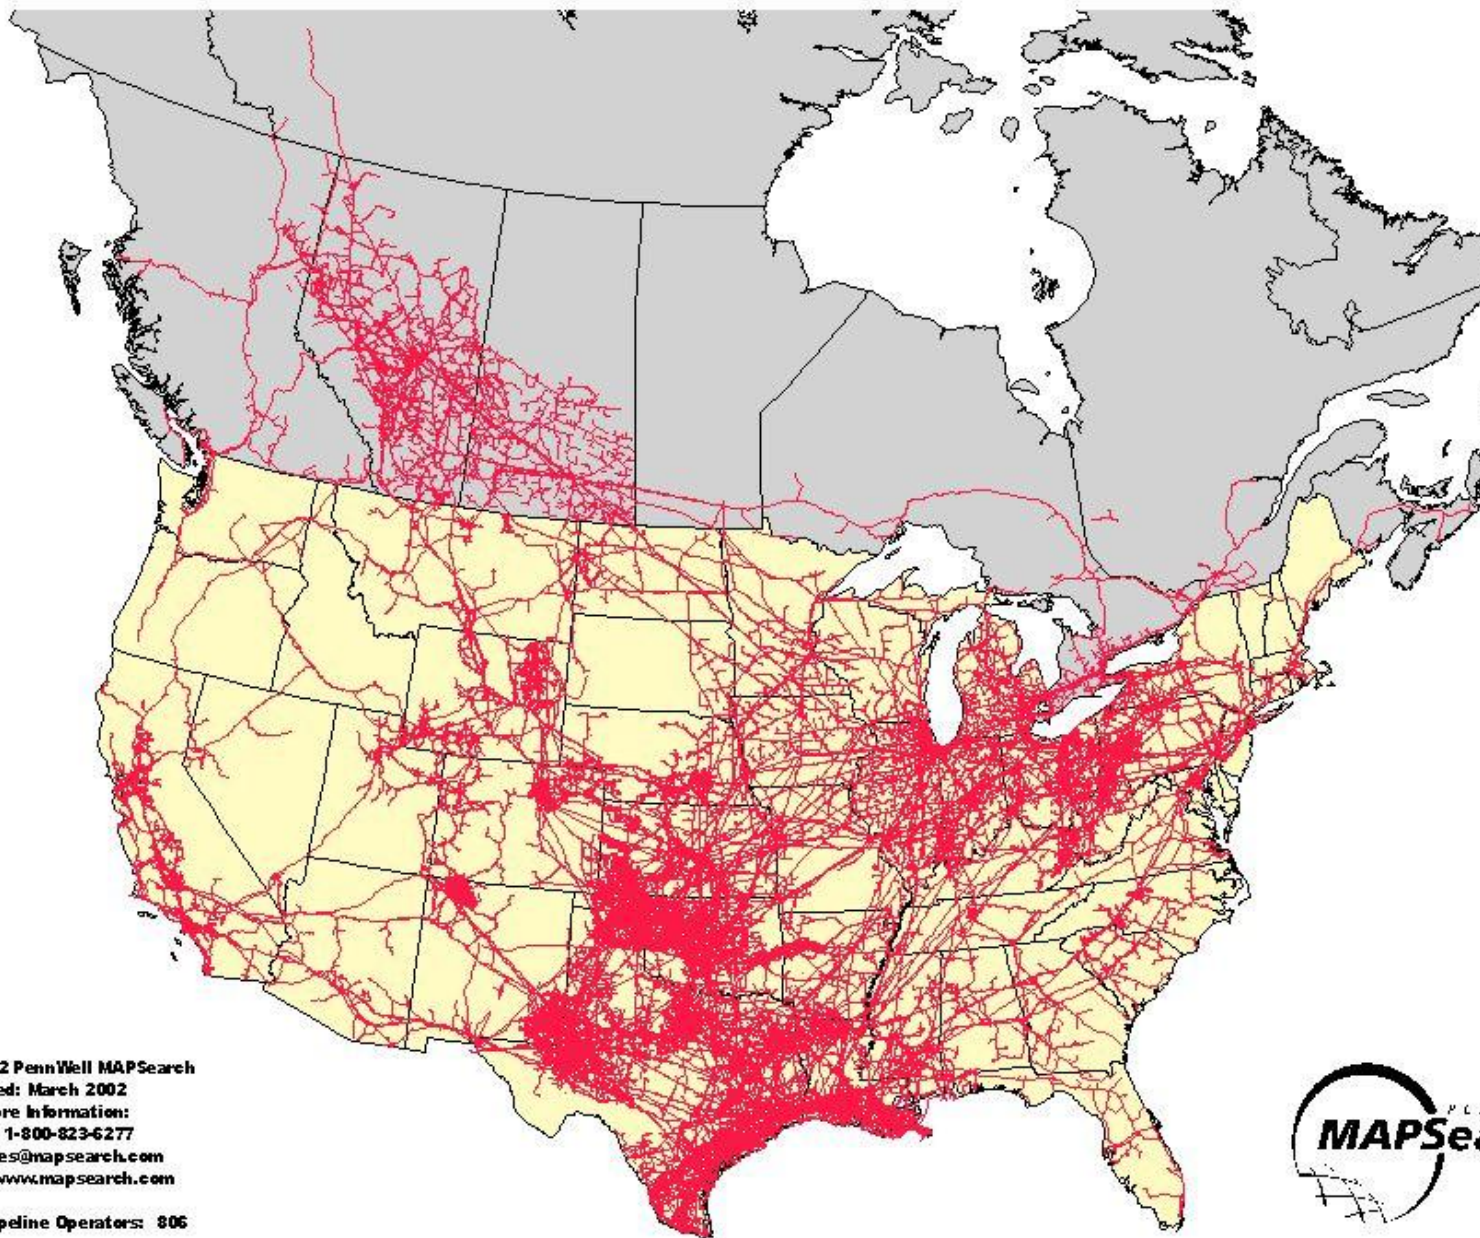 2 PennWell MAPSearch
ed: March 2002
re Information:
1-800-823-6277
es@mapsearch.com
www.mapsearch.com
peline Operators: 806
MAPSea